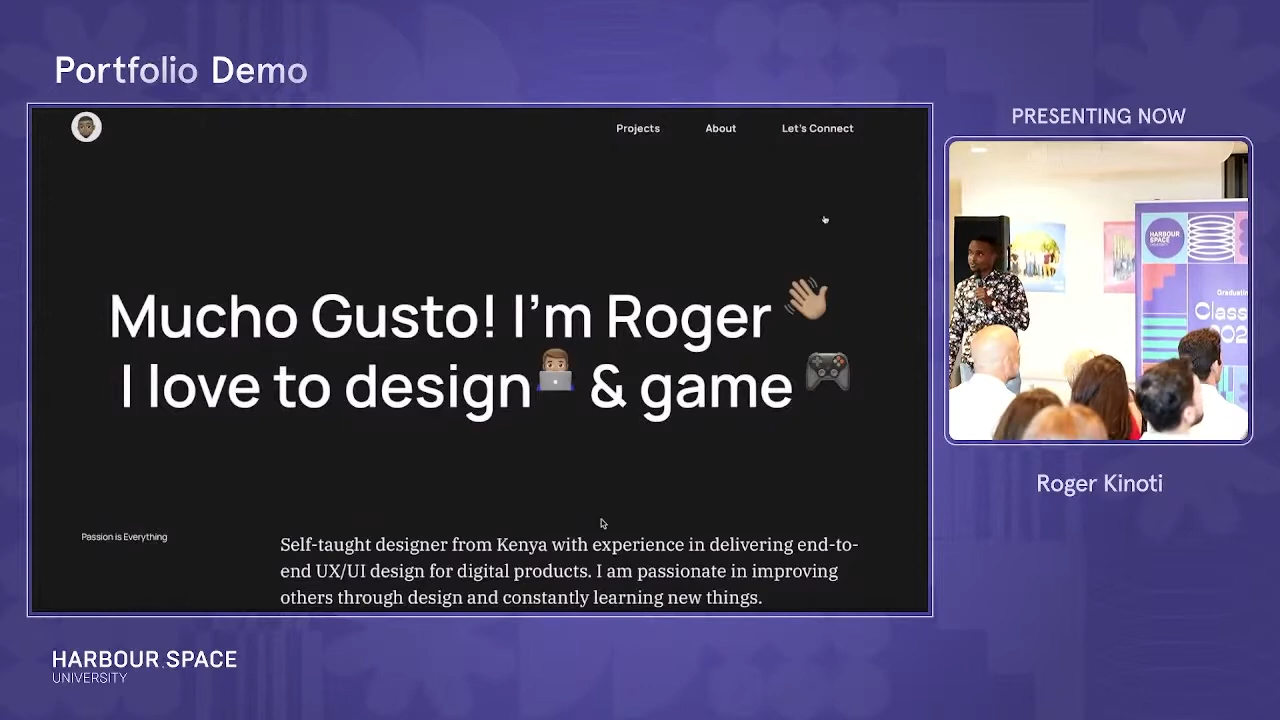 Portfolio Demo
Projects
About
Let's Connect
Mucho Gusto! I'm Roger
I love to design & game
Passion is Everything
Self-taught designer from Kenya with experience in delivering end-to-
end UX/UI design for digital products. I am passionate in improving
others through design and constantly learning new things.
PRESENTING NOW
HARBOUR
SPACE
Class
Roger Kinoti
HARBOUR.SPACE
UNIVERSITY